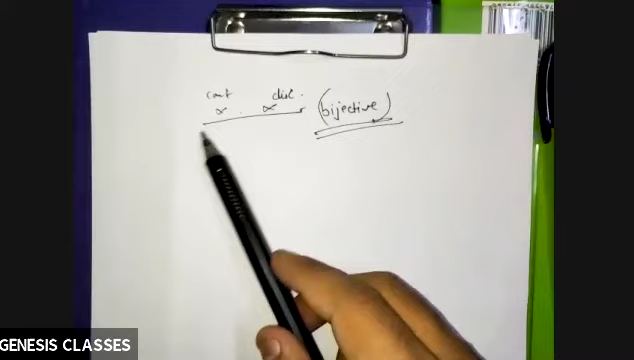 cont disc.
∝ . ∝ (bijective)
GENESIS CLASSES